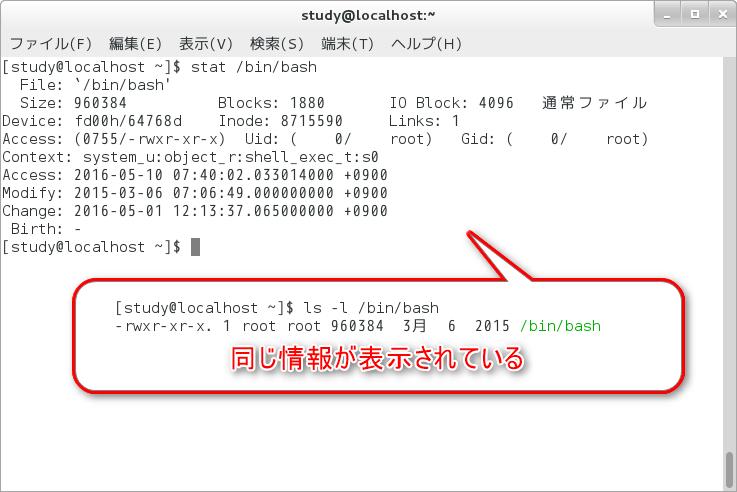 study@localhost:~
ファイル(F) 編集(E) 表示(V) 検索(S) 端末(T) ヘルプ(H)
[study@localhost ~]$ stat /bin/bash
  File: `/bin/bash'
  Size: 960384          Blocks: 1880       IO Block: 4096   通常ファイル
Device: fd00h/64768d    Inode: 8715590     Links: 1
Access: (0755/-rwxr-xr-x)  Uid: (    0/    root)   Gid: (    0/    root)
Context: system_u:object_r:shell_exec_t:s0
Access: 2016-05-10 07:40:02.033014000 +0900
Modify: 2015-03-06 07:06:49.000000000 +0900
Change: 2016-05-01 12:13:37.065000000 +0900
 Birth: -
[study@localhost ~]$
[study@localhost ~]$ ls -l /bin/bash
-rwxr-xr-x. 1 root root 960384  3月  6  2015 /bin/bash
同じ情報が表示されている